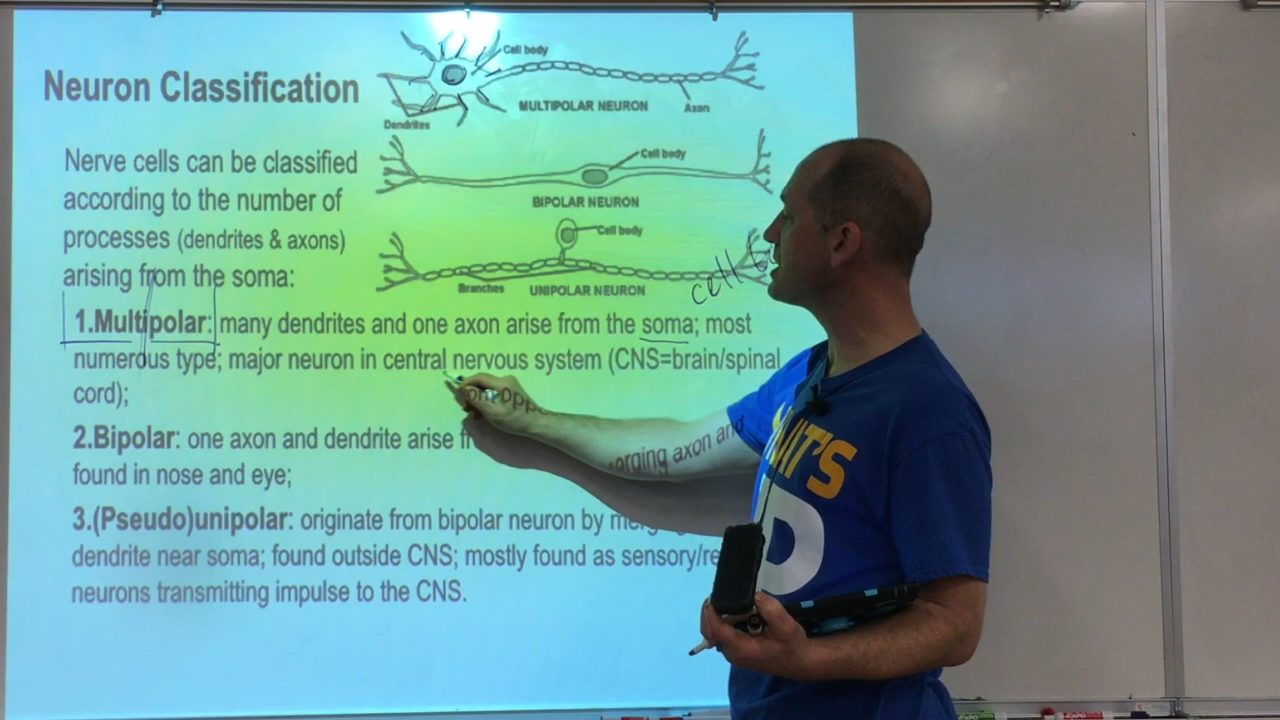 Neuron Classification
Cell body
MULTIPOLAR NEURON
Axon
Dendrites
Cell body
BIPOLAR NEURON
Cell body
Branches
UNIPOLAR NEURON
cell
Nerve cells can be classified
according to the number of
processes (dendrites & axons)
arising from the soma:
1.Multipolar: many dendrites and one axon arise from the soma; most
numerous type; major neuron in central nervous system (CNS=brain/spinal
cord);
2.Bipolar: one axon and dendrite arise
found in nose and eye;
3.(Pseudo)unipolar: originate from bipolar neuron by axon and
dendrite near soma; found outside CNS; mostly found as
neurons transmitting impulse to the CNS.